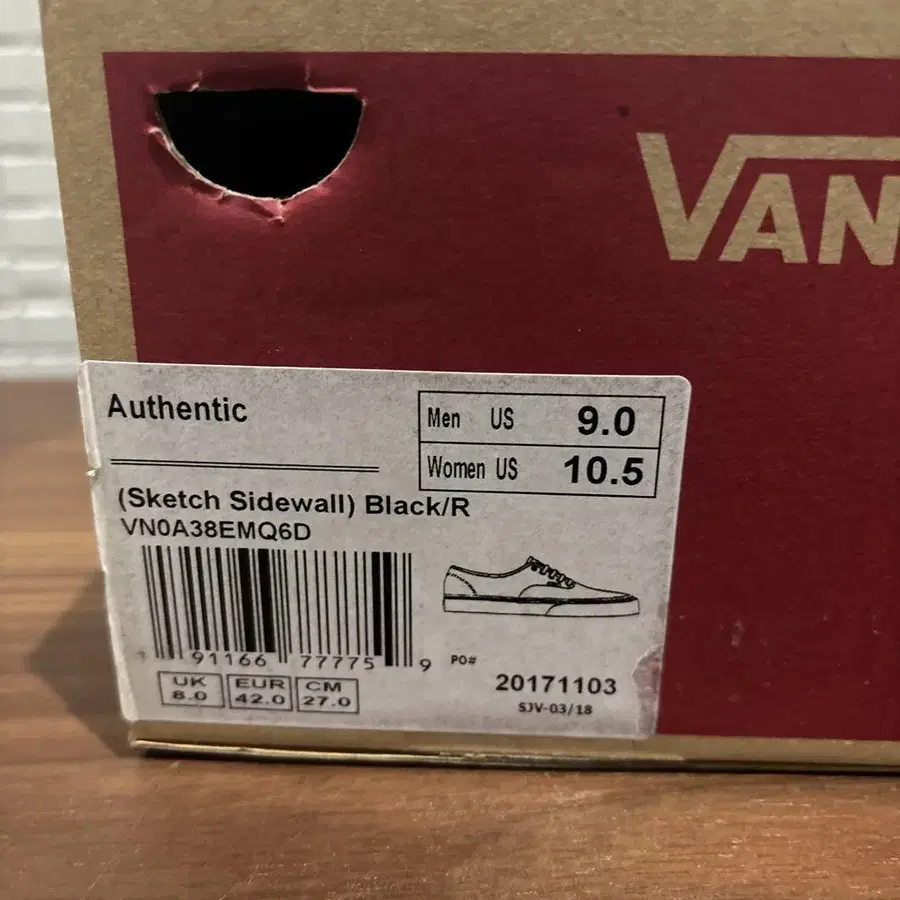 VAN
Authentic
Men US 9.0
Women US 10.5
(Sketch Sidewall) Black/R
VN0A38EMQ6D
91166 77775 9
PO#
UK 8.0
EUR 42.0
CM 27.0
20171103
SJV-03/18